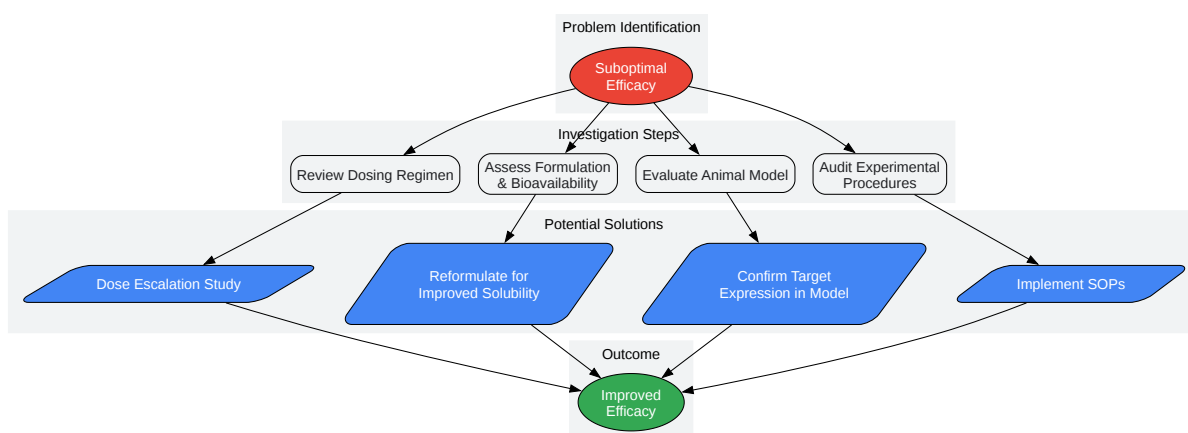 Problem Identification
Suboptimal
Efficacy
Investigation Steps
Review Dosing Regimen
Assess Formulation
& Bioavailability
Evaluate Animal Model
Audit Experimental
Procedures
Potential Solutions
Dose Escalation Study
Reformulate for
Improved Solubility
Confirm Target
Expression in Model
Implement SOPs
Outcome
Improved
Efficacy